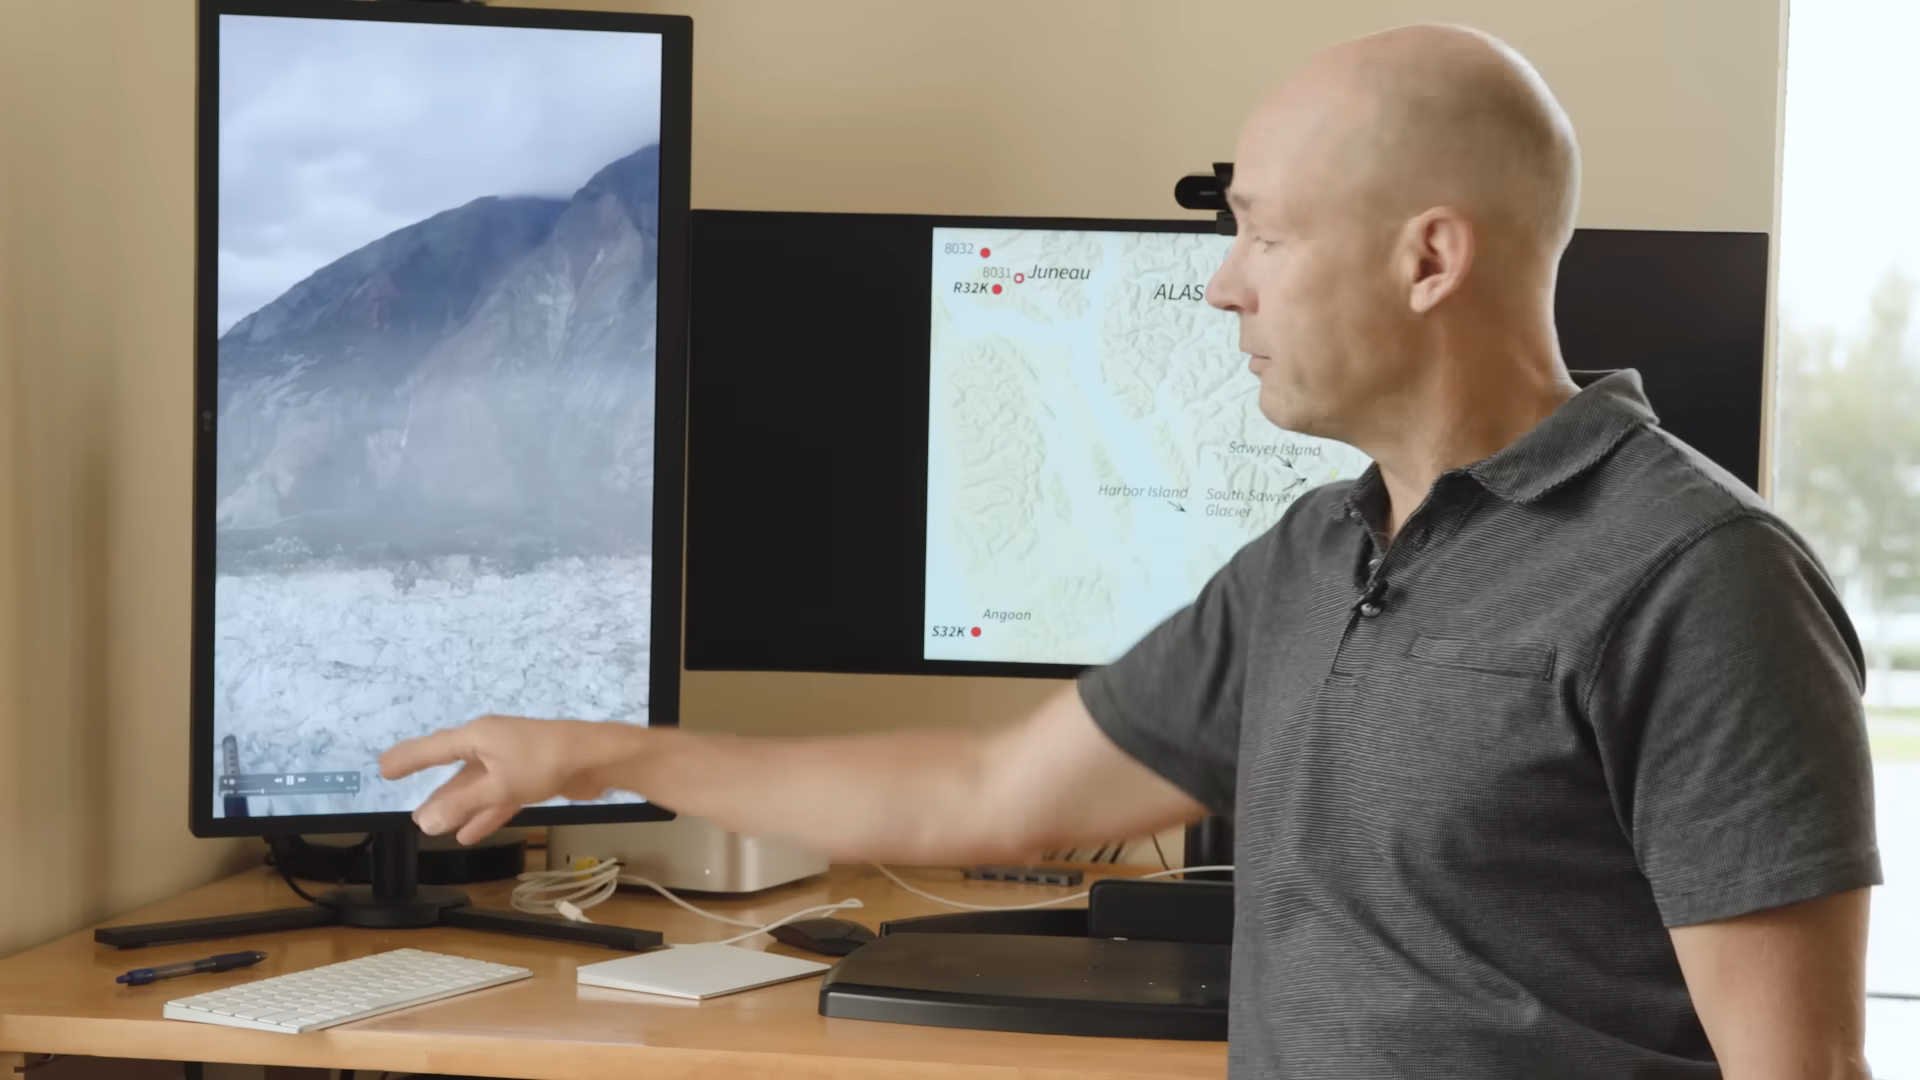 8032
8031 Juneau
R32K
ALAS
Sawyer Island
Harbor Island
South Sawyer
Glacier
Angoon
S32K